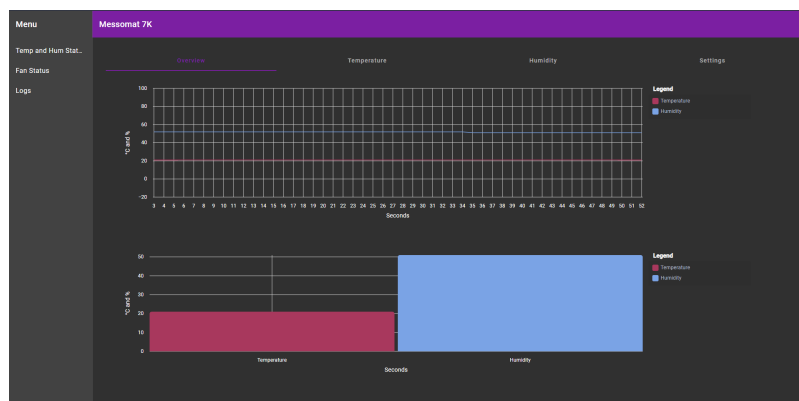 Menu
Messomat 7K
Temp and Hum Stat...
Fan Status
Logs
Overview Temperature Humidity Settings
100
80
60
40
20
0
-20
°C and %
3 4 5 6 7 8 9 10 11 12 13 14 15 16 17 18 19 20 21 22 23 24 25 26 27 28 29 30 31 32 33 34 35 36 37 38 39 40 41 42 43 44 45 46 47 48 49 50 51 52
Seconds
Legend
Temperature
Humidity
50
40
30
20
10
0
°C and %
Temperature Humidity
Seconds
Legend
Temperature
Humidity